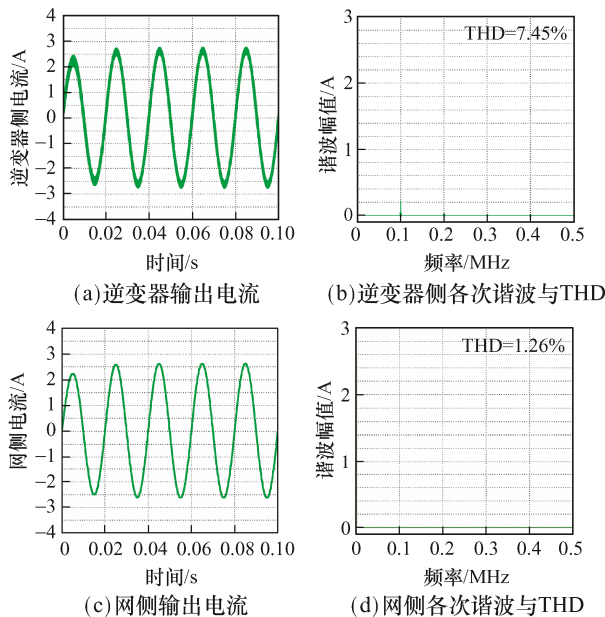 逆变器侧电流/A
4
3
2
1
0
−1
−2
−3
−4
0 0.02 0.04 0.06 0.08 0.10
时间/s
(a)逆变器输出电流
谐波幅值/A
THD=7.45%
3
2
1
0
0 0.1 0.2 0.3 0.4 0.5
频率/MHz
(b)逆变器侧各次谐波与THD
网侧电流/A
4
3
2
1
0
−1
−2
−3
−4
0 0.02 0.04 0.06 0.08 0.10
时间/s
(c)网侧输出电流
谐波幅值/A
THD=1.26%
3
2
1
0
0 0.1 0.2 0.3 0.4 0.5
频率/MHz
(d)网侧各次谐波与THD